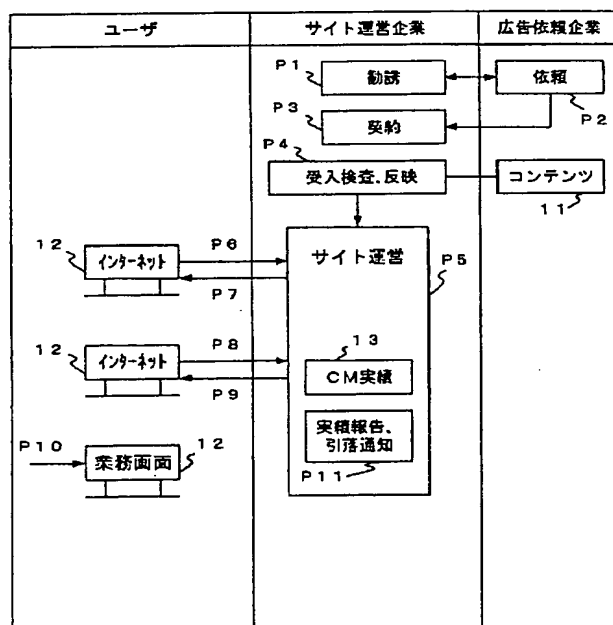 ユーザ
サイト運営企業
広告依頼企業
P1
勧誘
依頼
P2
P3
契約
P4
受入検査、反映
コンテンツ
11
12
インターネット
P6
P7
サイト運営
P5
12
インターネット
P8
P9
13
CM実績
P10
業務画面
12
実績報告、
引落通知
P11